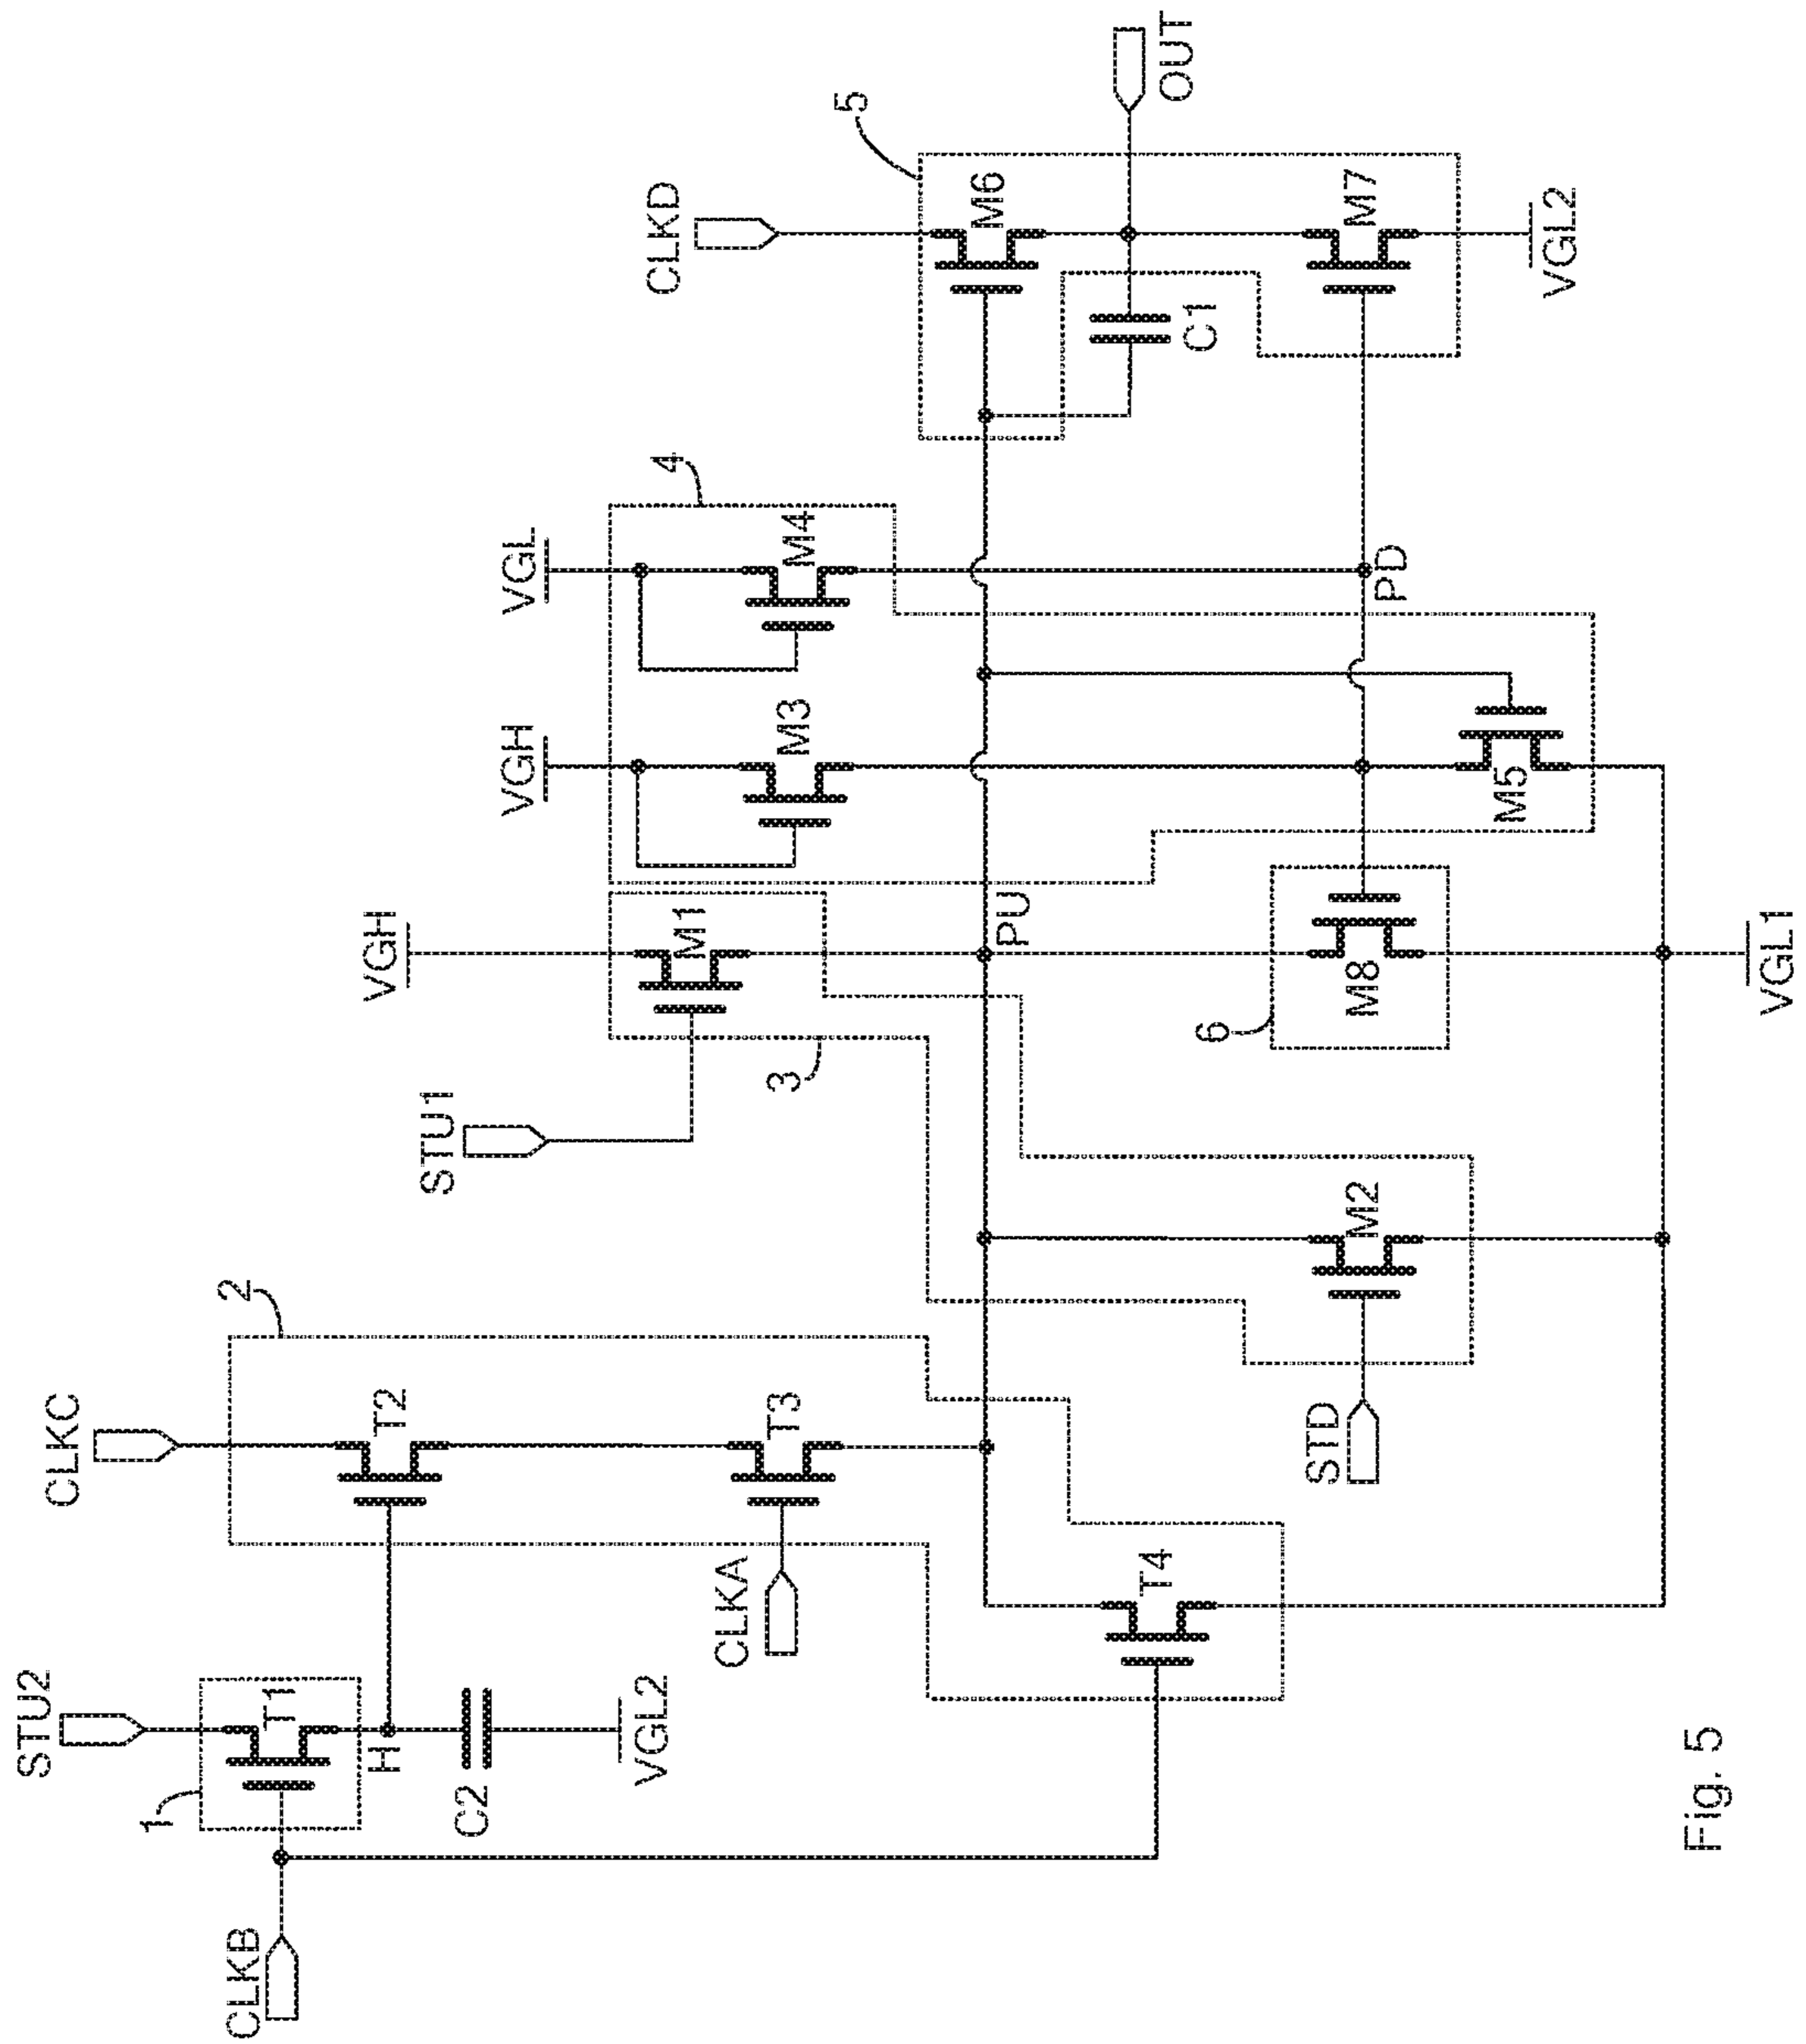 CLKB
1
STU2
T1
H
C2
VGL2
CLKC
2
T2
CLKA
T3
T4
STD
M2
STU1
3
VGH
M1
PU
6
M8
VGL1
VGH
M3
M5
VGL
4
M4
PD
CLKD
5
M6
C1
M7
VGL2
OUT
Fig. 5